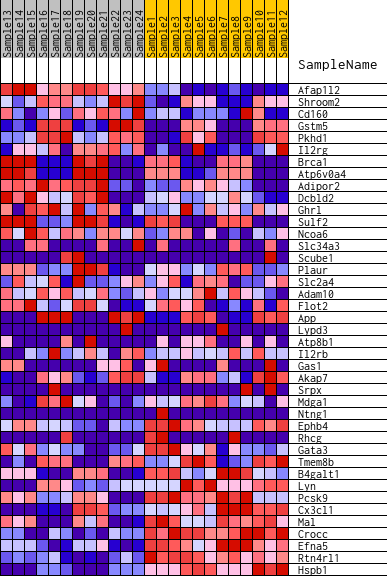 Sample13
Sample14
Sample15
Sample16
Sample17
Sample18
Sample19
Sample20
Sample21
Sample22
Sample23
Sample24
Sample1
Sample2
Sample3
Sample4
Sample5
Sample6
Sample7
Sample8
Sample9
Sample10
Sample11
Sample12
SampleName
Afap1l2
Shroom2
Cd160
Gstm5
Pkhd1
Il2rg
Brca1
Atp6v0a4
Adipor2
Dcbld2
Ghr1
Sulf2
Ncoa6
Slc34a3
Scube1
Plaur
Slc2a4
Adam10
Flot2
App
Lypd3
Atp8b1
Il2rb
Gas1
Akap7
Srpx
Mdga1
Ntng1
Ephb4
Rhcg
Gata3
Tmem8b
B4galt1
Lyn
Pcsk9
Cx3cl1
Mal
Crocc
Efna5
Rtn4rl1
Hspb1